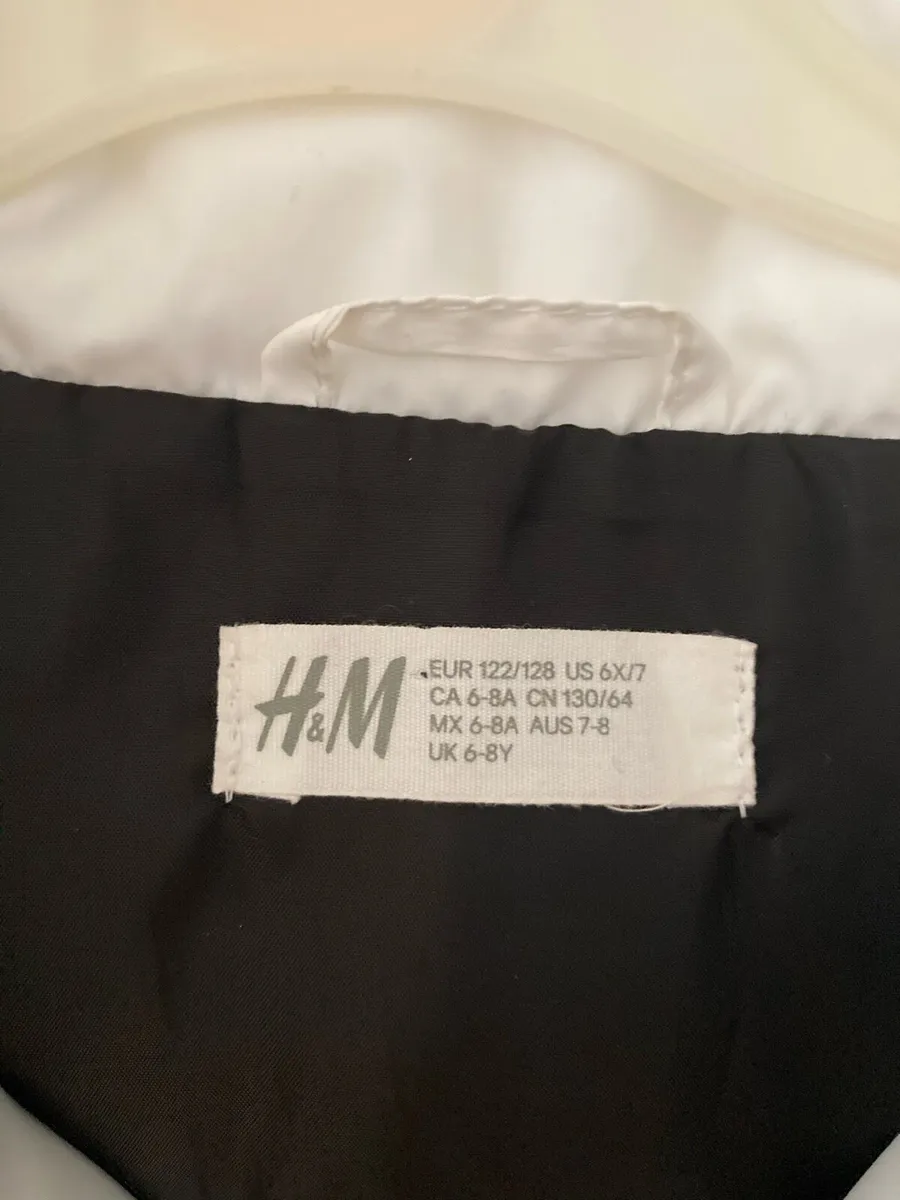 H&M
EUR 122/128 US 6X/7
CA 6-8A CN 130/64
MX 6-8A AUS 7-8
UK 6-8Y